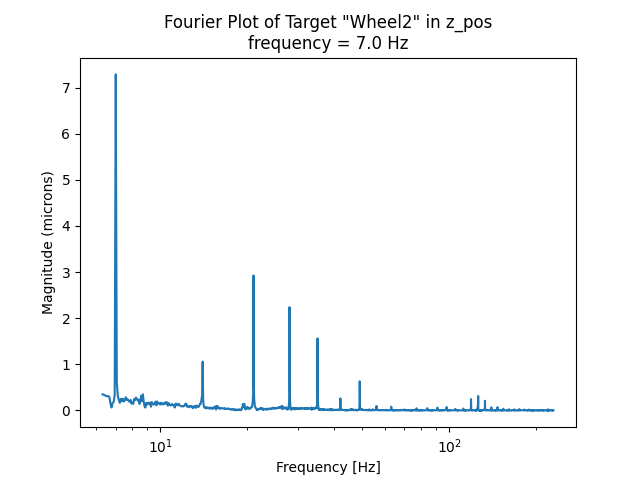 Fourier Plot of Target "Wheel2" in z_pos
frequency = 7.0 Hz
7
6
5
4
3
2
1
0
Magnitude (microns)
10¹
10²
Frequency [Hz]